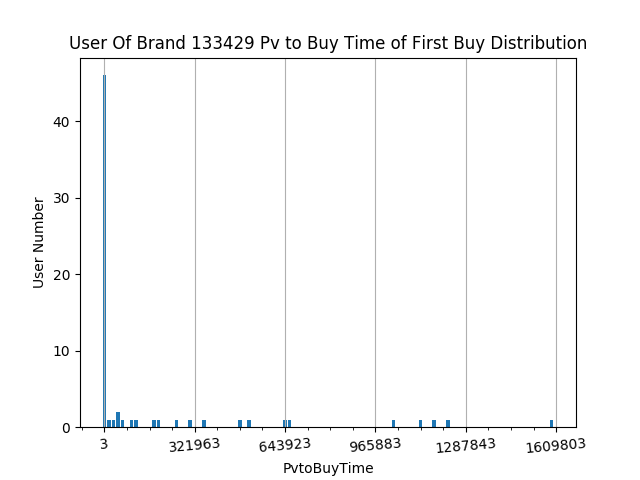 User Of Brand 133429 Pv to Buy Time of First Buy Distribution
User Number
40
30
20
10
0
3 321963 643923 965883 1287843 1609803
PvtoBuyTime